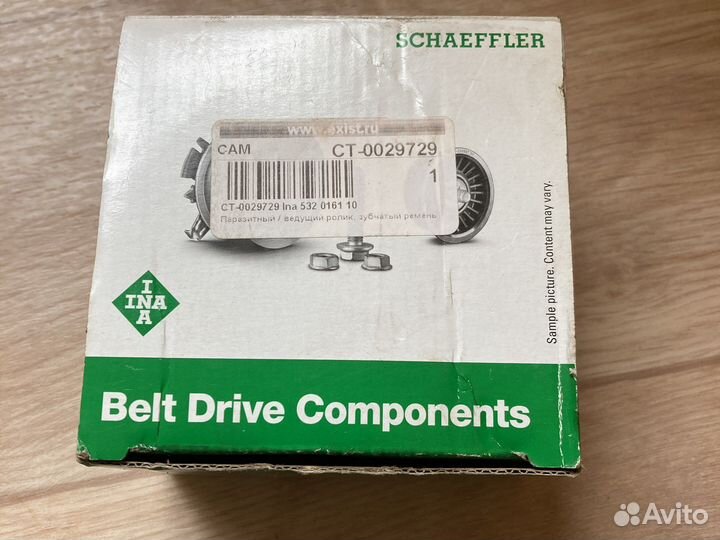 SCHAEFFLER
www.exist.ru
CAM CT-0029729
1
CT-0029729 Ina 532 0161 10
Паразитный / ведущий ролик, зубчатый ремень
Sample picture. Content may vary.
INA
INA
Belt Drive Components
Avito